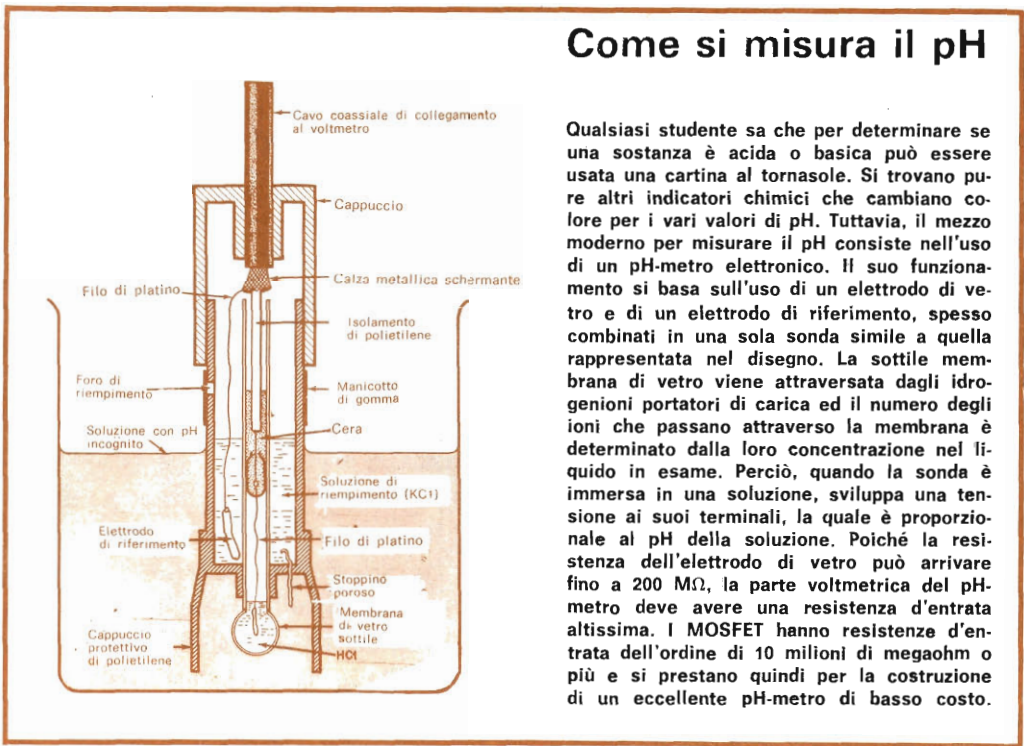 Come si misura il pH
Cavo coassiale di collegamento
al voltmetro
Cappuccio
Calza metallica schermante
Filo di platino
Isolamento
di polietilene
Foro di
riempimento
Manicotto
di gomma
Cera
Soluzione con pH
incognito
Soluzione di
riempimento (KCl)
Elettrodo
di riferimento
Filo di platino
Stoppino
poroso
Membrana
di vetro
sottile
HCl
Cappuccio
protettivo
di polietilene
Qualsiasi studente sa che per determinare se
una sostanza è acida o basica può essere
usata una cartina al tornasole. Si trovano pu-
re altri indicatori chimici che cambiano co-
lore per i vari valori di pH. Tuttavia, il mezzo
moderno per misurare il pH consiste nell'uso
di un pH-metro elettronico. Il suo funziona-
mento si basa sull'uso di un elettrodo di ve-
tro e di un elettrodo di riferimento, spesso
combinati in una sola sonda simile a quella
rappresentata nel disegno. La sottile mem-
brana di vetro viene attraversata dagli idro-
genioni portatori di carica ed il numero degli
ioni che passano attraverso la membrana è
determinato dalla loro concentrazione nel li-
quido in esame. Perciò, quando la sonda è
immersa in una soluzione, sviluppa una ten-
sione ai suoi terminali, la quale è proporzio-
nale al pH della soluzione. Poiché la resi-
stenza dell'elettrodo di vetro può arrivare
fino a 200 MΩ, la parte voltmetrica del pH-
metro deve avere una resistenza d'entrata
altissima. I MOSFET hanno resistenze d'en-
trata dell'ordine di 10 milioni di megaohm o
più e si prestano quindi per la costruzione
di un eccellente pH-metro di basso costo.